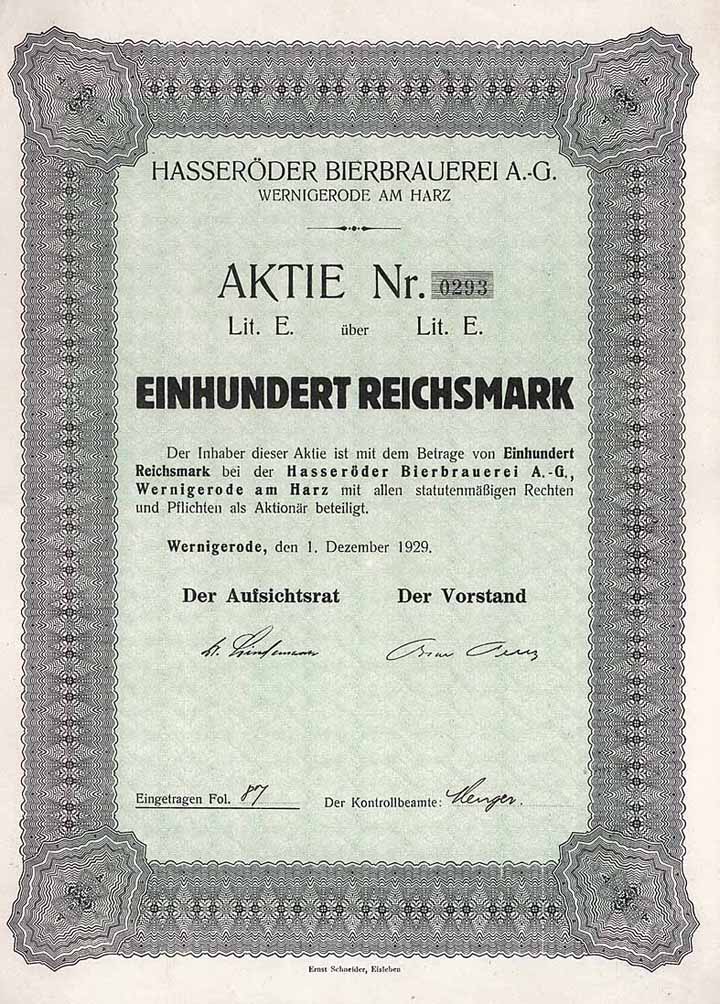 HASSERÖDER BIERBRAUEREI A.-G.
WERNIGERODE AM HARZ
AKTIE Nr. 0293
Lit. E. über Lit. E.
EINHUNDERT REICHSMARK
Der Inhaber dieser Aktie ist mit dem Betrage von Einhundert
Reichsmark bei der Hasseröder Bierbrauerei A.-G.,
Wernigerode am Harz mit allen statutenmäßigen Rechten
und Pflichten als Aktionär beteiligt.
Wernigerode, den 1. Dezember 1929.
Der Aufsichtsrat Der Vorstand
Lindemann
Eingetragen Fol. 87 Der Kontrollbeamte:
Ernst Schneider, Eisleben